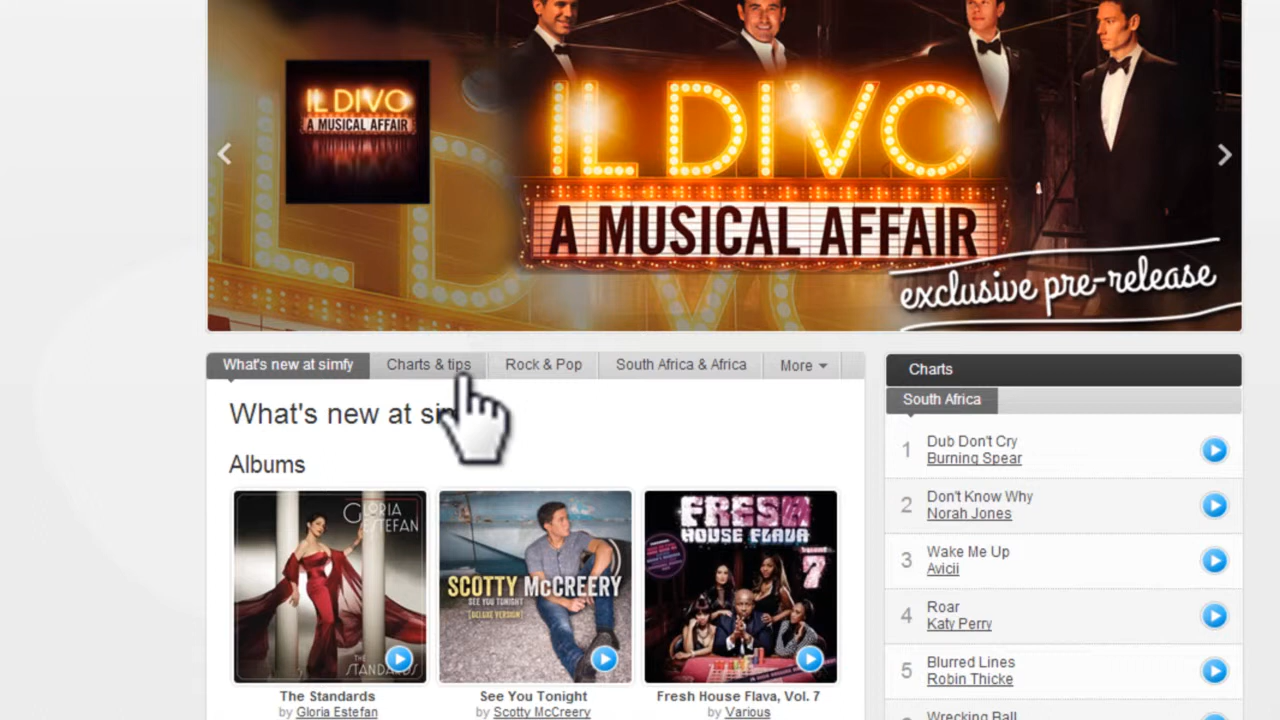 IL DIVO
A MUSICAL AFFAIR
IL DIVO
A MUSICAL AFFAIR
exclusive pre-release
What's new at simfy
Charts & tips
Rock & Pop
South Africa & Africa
More
What's new at si
Albums
GLORIA
ESTEFAN
THE
STANDARDS
SCOTTY McCREERY
SEE YOU TONIGHT
(DELUXE VERSION)
FRESH
HOUSE FLAVA
7
The Standards
by Gloria Estefan
See You Tonight
by Scotty McCreery
Fresh House Flava, Vol. 7
by Various
Charts
South Africa
1
Dub Don't Cry
Burning Spear
2
Don't Know Why
Norah Jones
3
Wake Me Up
Avicii
4
Roar
Katy Perry
5
Blurred Lines
Robin Thicke
Wrecking Ball